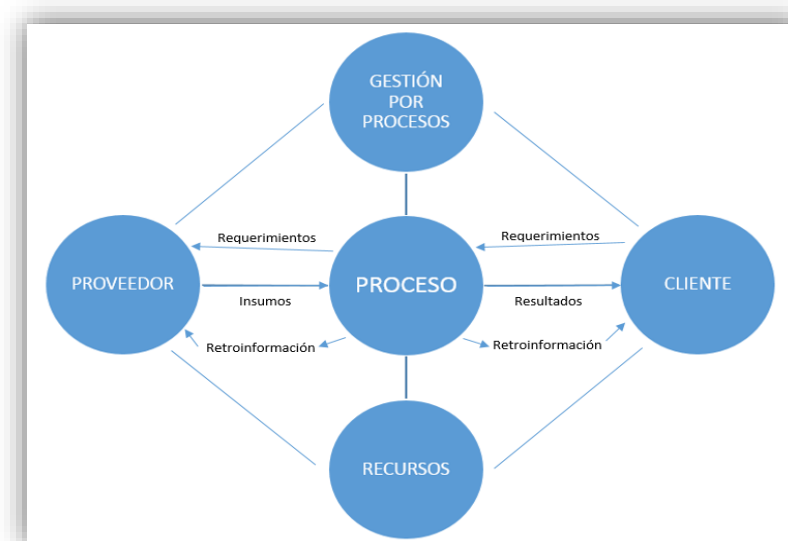 GESTIÓN
POR
PROCESOS
Requerimientos
Requerimientos
PROVEEDOR
PROCESO
CLIENTE
Insumos
Resultados
Retroinformación
Retroinformación
RECURSOS